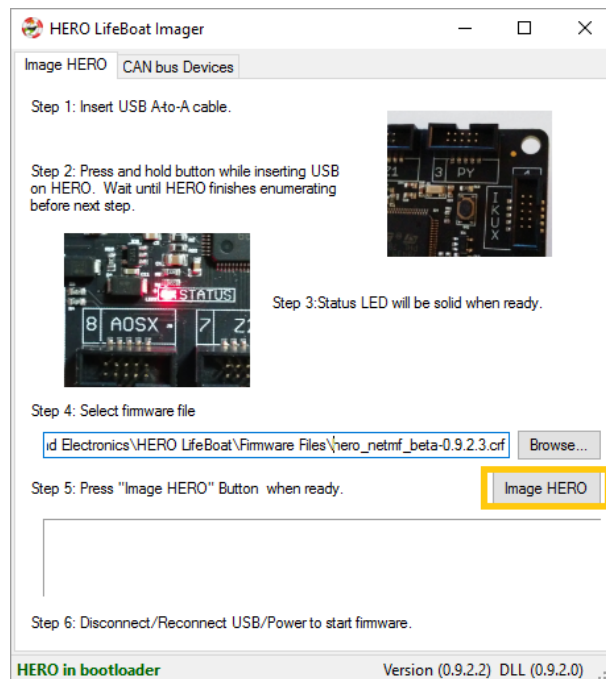 HERO LifeBoat Imager
Image HERO
CAN bus Devices
Step 1: Insert USB A-to-A cable.
Step 2: Press and hold button while inserting USB
on HERO. Wait until HERO finishes enumerating
before next step.
3
PY
IKUX
STATUS
8
AOSX
7
Step 3:Status LED will be solid when ready.
Step 4: Select firmware file
d Electronics\HERO LifeBoat\Firmware Files\hero_netmf_beta-0.9.2.3.crf
Browse...
Step 5: Press "Image HERO" Button when ready.
Image HERO
Step 6: Disconnect/Reconnect USB/Power to start firmware.
HERO in bootloader
Version (0.9.2.2) DLL (0.9.2.0)